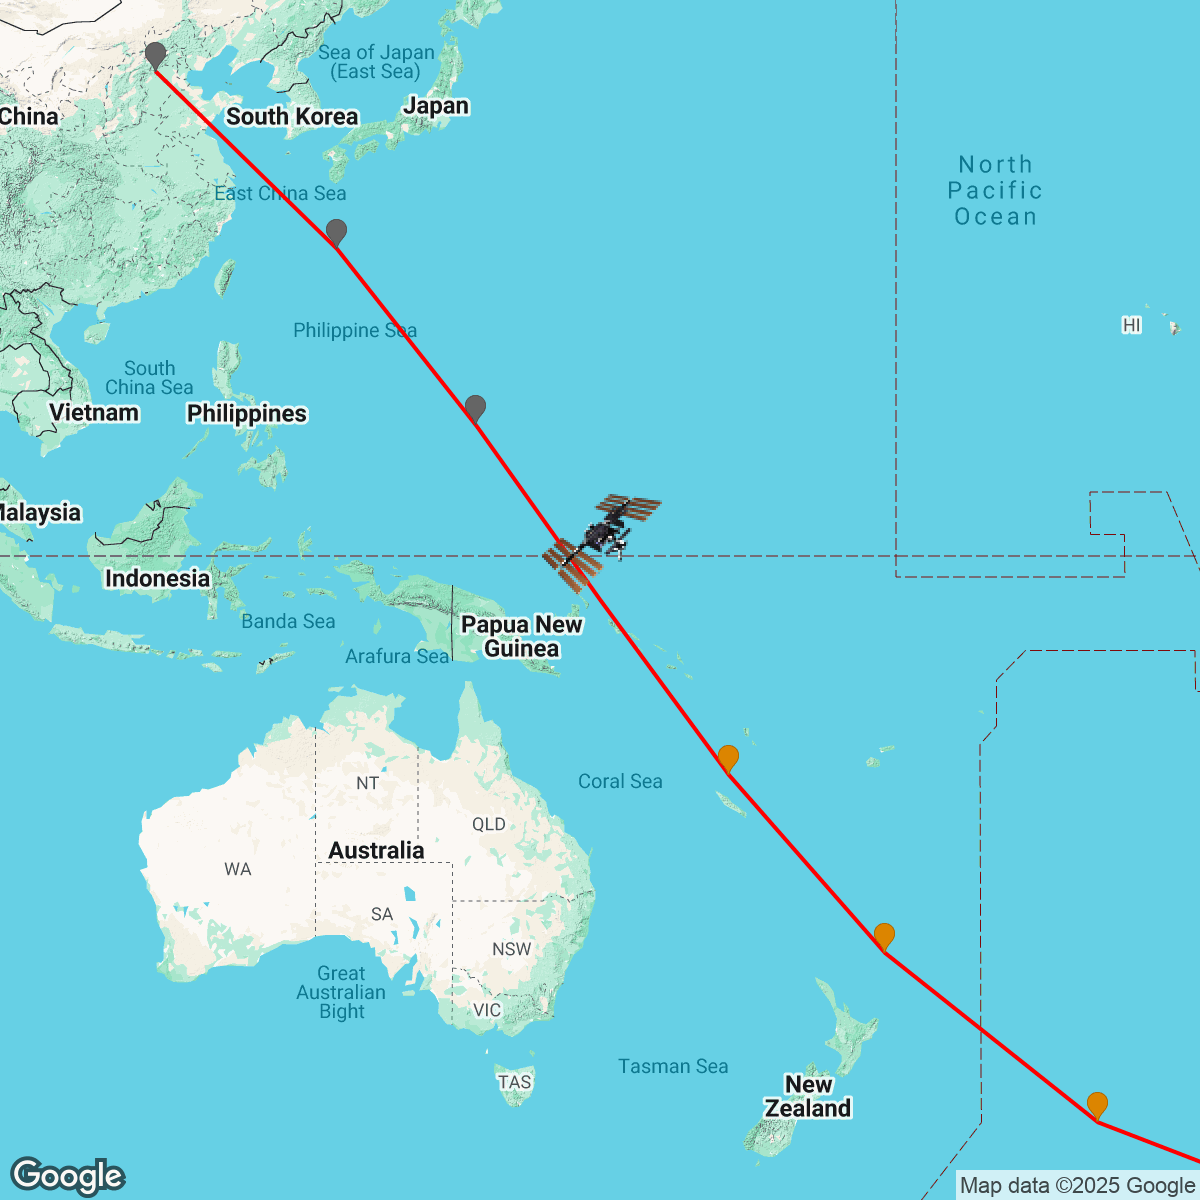 Sea of Japan
(East Sea)
China
South Korea
Japan
North
Pacific
Ocean
East China Sea
HI
Philippine Sea
South
China Sea
Vietnam
Philippines
Malaysia
Indonesia
Banda Sea
Papua New
Guinea
Arafura Sea
Coral Sea
NT
QLD
Australia
WA
SA
NSW
Great
Australian
Bight
VIC
Tasman Sea
TAS
New
Zealand
Google
Map data ©2025 Google